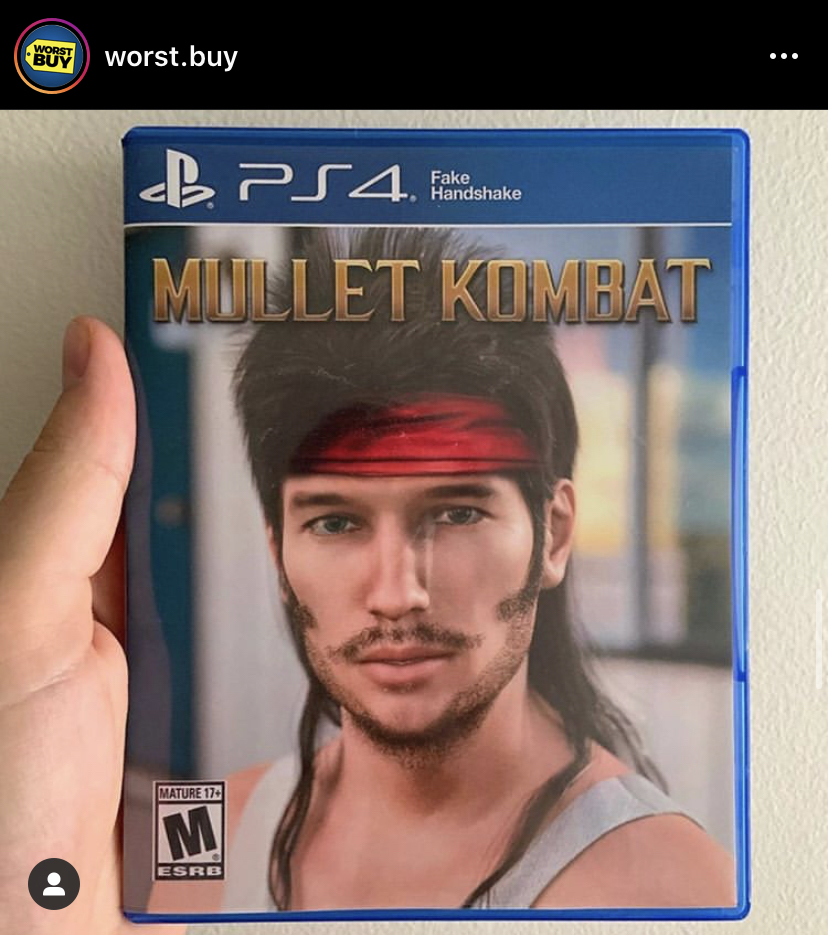 WORST
BUY
worst.buy
PS4
Fake
Handshake
MULLET KOMBAT
MATURE 17+
M
ESRB